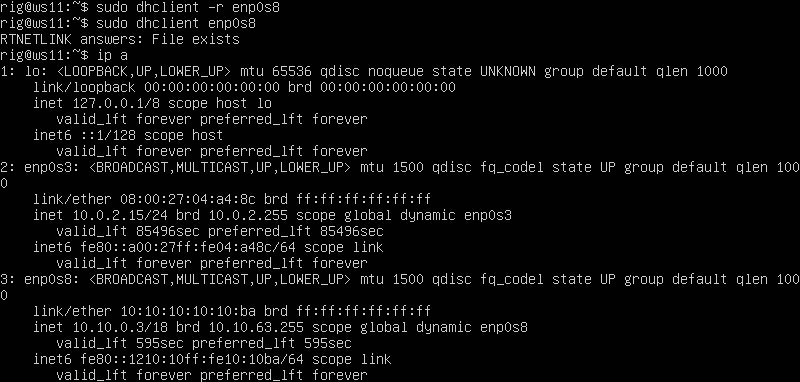 rig@ws11:~$ sudo dhclient -r enp0s8
rig@ws11:~$ sudo dhclient enp0s8
RTNETLINK answers: File exists
rig@ws11:~$ ip a
1: lo: <LOOPBACK,UP,LOWER_UP> mtu 65536 qdisc noqueue state UNKNOWN group default qlen 1000
    link/loopback 00:00:00:00:00:00 brd 00:00:00:00:00:00
    inet 127.0.0.1/8 scope host lo
       valid_lft forever preferred_lft forever
    inet6 ::1/128 scope host
       valid_lft forever preferred_lft forever
2: enp0s3: <BROADCAST,MULTICAST,UP,LOWER_UP> mtu 1500 qdisc fq_codel state UP group default qlen 100
0
    link/ether 08:00:27:04:a4:8c brd ff:ff:ff:ff:ff:ff
    inet 10.0.2.15/24 brd 10.0.2.255 scope global dynamic enp0s3
       valid_lft 85496sec preferred_lft 85496sec
    inet6 fe80::a00:27ff:fe04:a48c/64 scope link
       valid_lft forever preferred_lft forever
3: enp0s8: <BROADCAST,MULTICAST,UP,LOWER_UP> mtu 1500 qdisc fq_codel state UP group default qlen 100
0
    link/ether 10:10:10:10:10:ba brd ff:ff:ff:ff:ff:ff
    inet 10.10.0.3/18 brd 10.10.63.255 scope global dynamic enp0s8
       valid_lft 595sec preferred_lft 595sec
    inet6 fe80::1210:10ff:fe10:10ba/64 scope link
       valid_lft forever preferred_lft forever